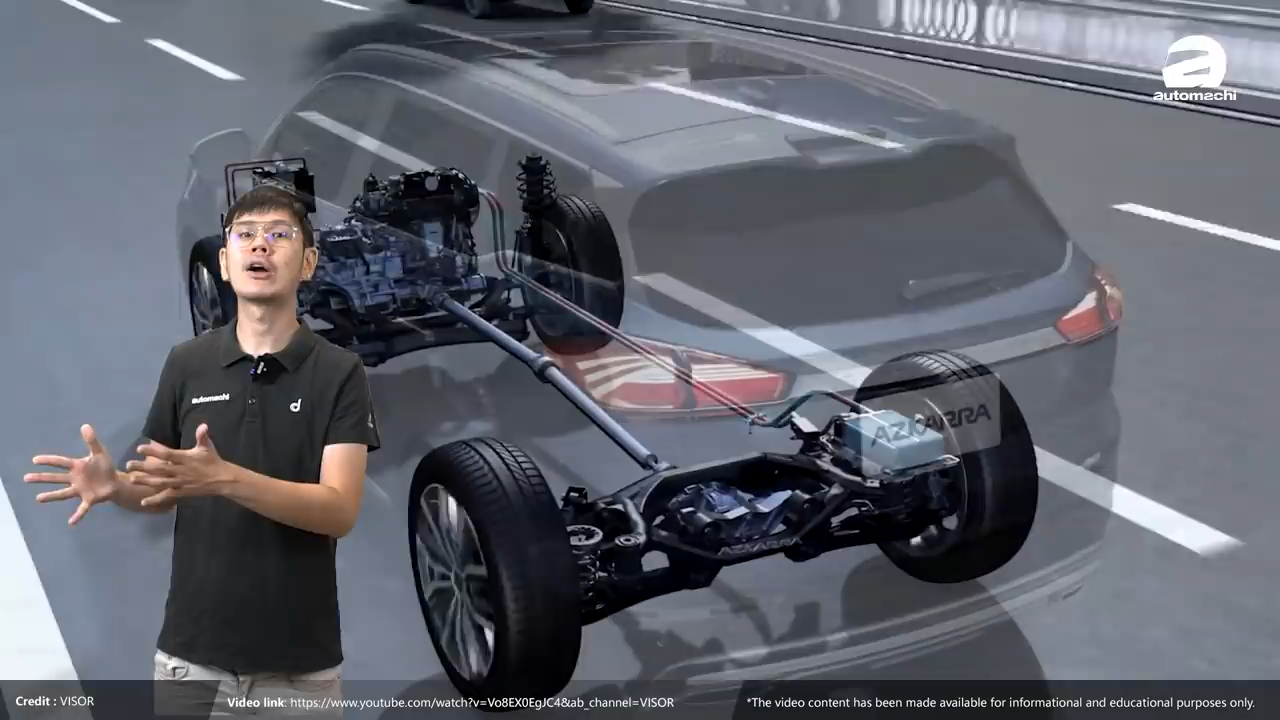 automachi
automachi
d
AZKARRA
AZKARRA
Credit : VISOR
Video link: https://www.youtube.com/watch?v=Vo8EX0EgJC4&ab_channel=VISOR
*The video content has been made available for informational and educational purposes only.